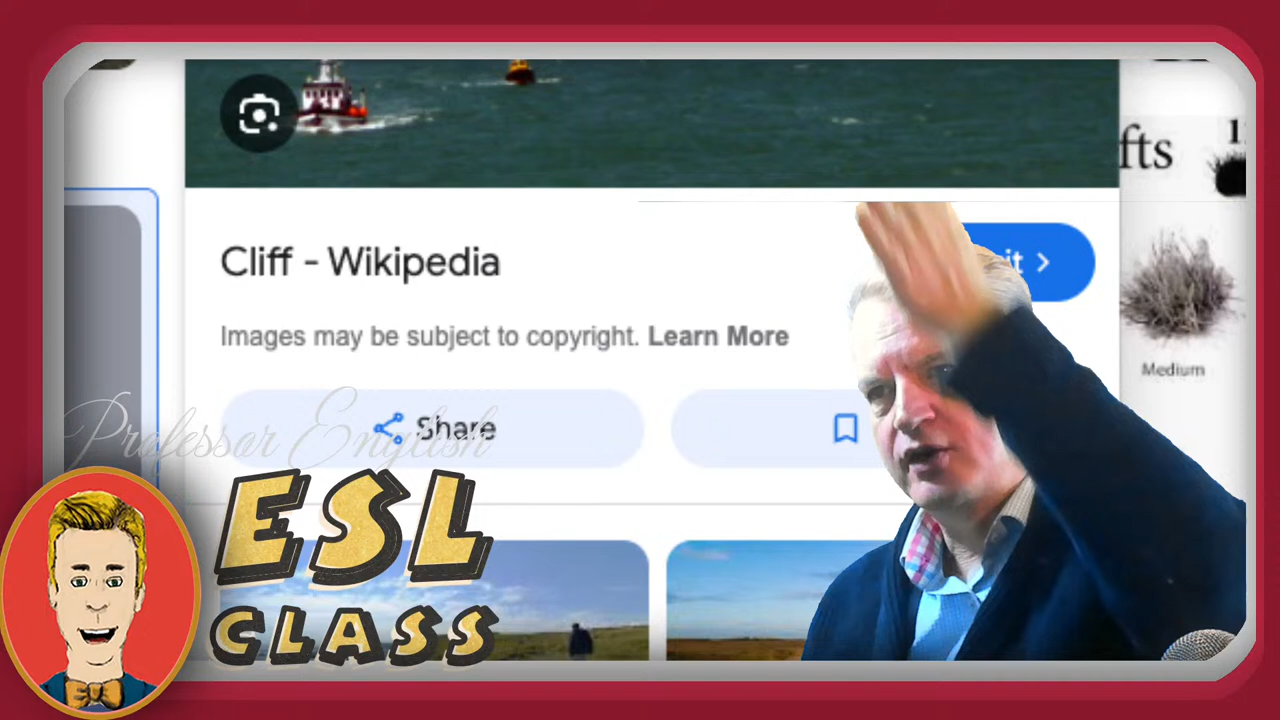 fts
Cliff - Wikipedia
Images may be subject to copyright. Learn More
Medium
Share
Professor English
ESL
CLASS